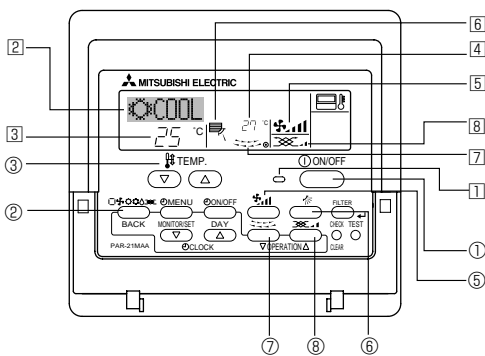 6
2
4
MITSUBISHI ELECTRIC
5
COOL
27 °C
3
25 °C
8
7
③
TEMP.
ON/OFF
1
②
MENU
ON/OFF
FILTER
①
BACK
MONITOR/SET
DAY
CHECK
TEST
PAR-21MAA
CLOCK
OPERATION
CLEAR
⑤
⑦
⑧
⑥